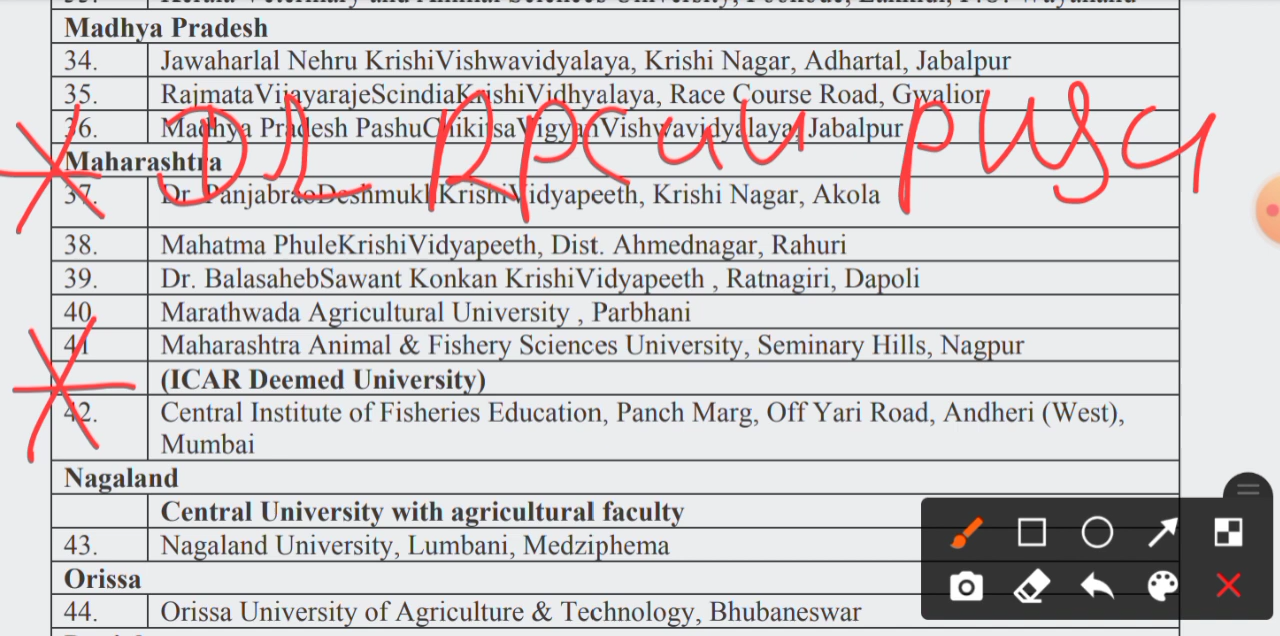 Madhya Pradesh
34. Jawaharlal Nehru KrishiVishwavidyalaya, Krishi Nagar, Adhartal, Jabalpur
35. RajmataVijayarajeScindiaKrishiVidhyalaya, Race Course Road, Gwalior
36. Madhya Pradesh PashuChikitsaVigyanVishwavidyalaya, Jabalpur
DR RPCAU PUSA
Maharashtra
37. Dr. PanjabraoDeshmukhKrishiVidyapeeth, Krishi Nagar, Akola
38. Mahatma PhuleKrishiVidyapeeth, Dist. Ahmednagar, Rahuri
39. Dr. BalasahebSawant Konkan KrishiVidyapeeth , Ratnagiri, Dapoli
40. Marathwada Agricultural University , Parbhani
41 Maharashtra Animal & Fishery Sciences University, Seminary Hills, Nagpur
(ICAR Deemed University)
42. Central Institute of Fisheries Education, Panch Marg, Off Yari Road, Andheri (West),
Mumbai
Nagaland
Central University with agricultural faculty
43. Nagaland University, Lumbani, Medziphema
Orissa
44. Orissa University of Agriculture & Technology, Bhubaneswar